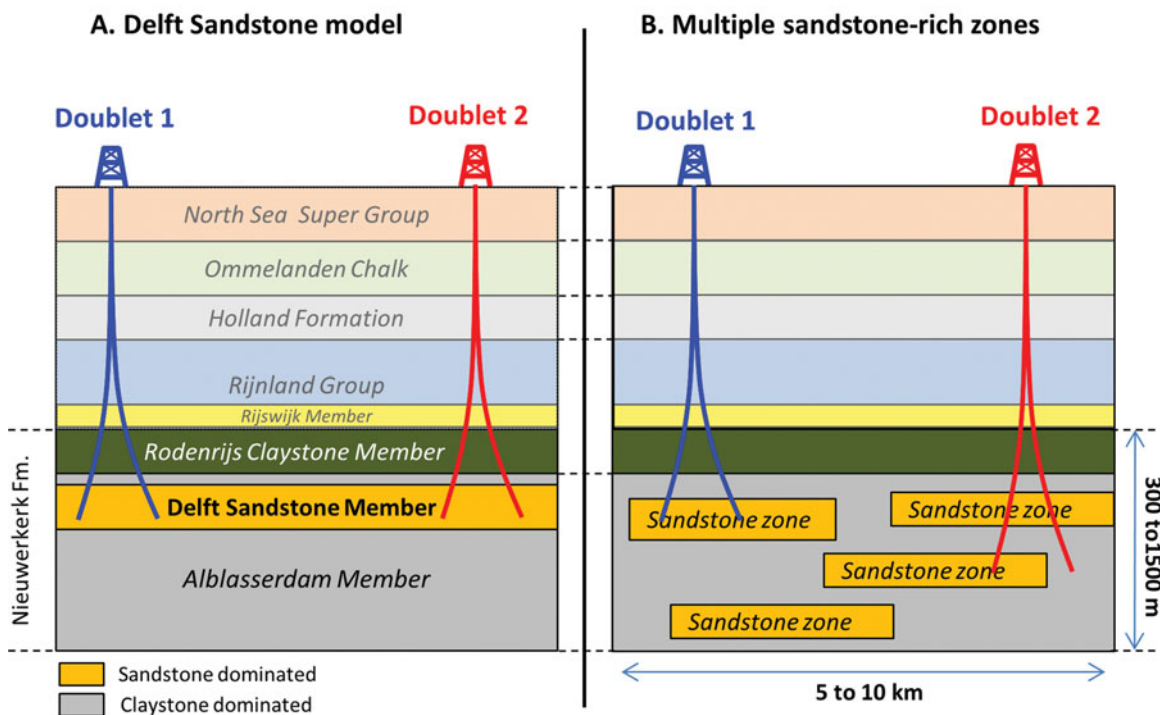 A. Delft Sandstone model
Doublet 1
Doublet 2
North Sea Super Group
Ommelanden Chalk
Holland Formation
Rijnland Group
Rijswijk Member
Rodenrijs Claystone Member
Delft Sandstone Member
Alblasserdam Member
Nieuwerkerk Fm.
Sandstone dominated
Claystone dominated
B. Multiple sandstone-rich zones
Doublet 1
Doublet 2
Sandstone zone
Sandstone zone
Sandstone zone
Sandstone zone
300 to1500 m
5 to 10 km